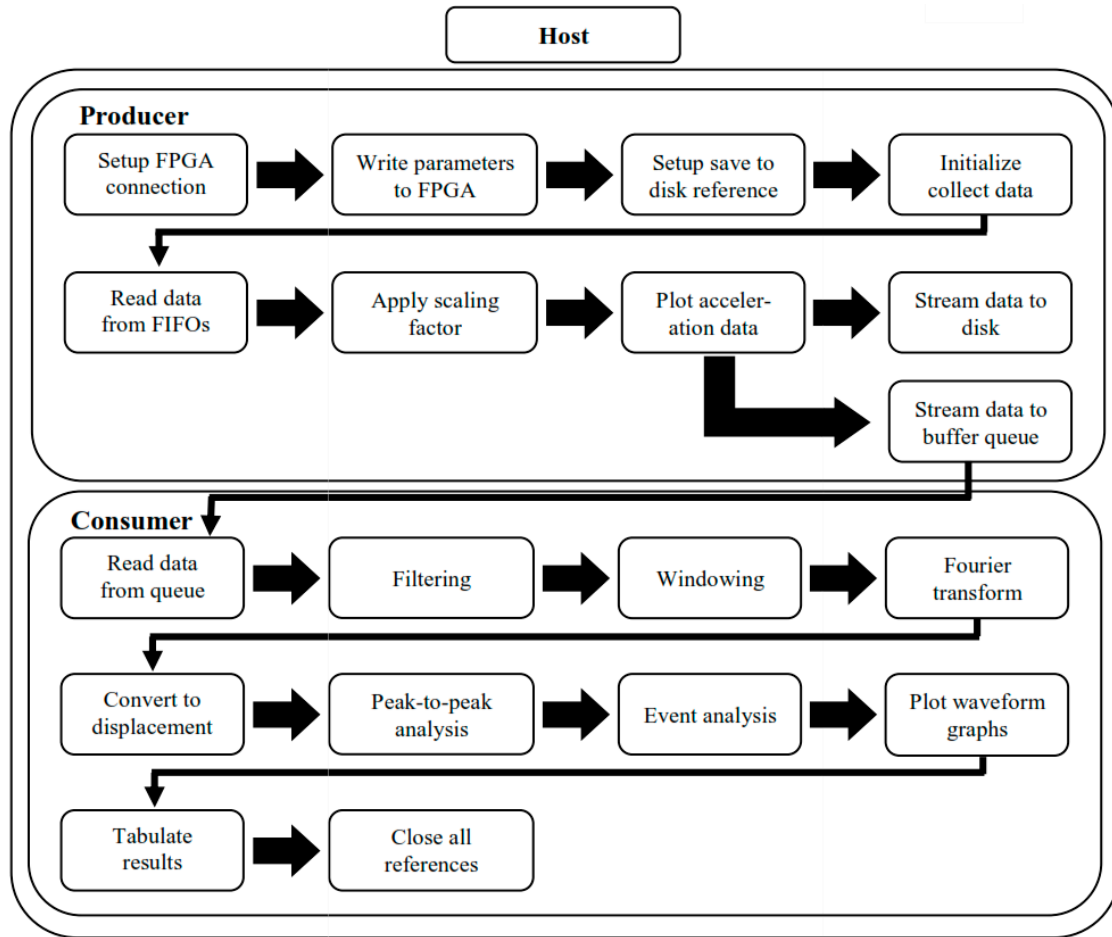 Host
Producer
Setup FPGA
connection
Write parameters
to FPGA
Setup save to
disk reference
Initialize
collect data
Read data
from FIFOs
Apply scaling
factor
Plot acceler-
ation data
Stream data to
disk
Stream data to
buffer queue
Consumer
Read data
from queue
Filtering
Windowing
Fourier
transform
Convert to
displacement
Peak-to-peak
analysis
Event analysis
Plot waveform
graphs
Tabulate
results
Close all
references